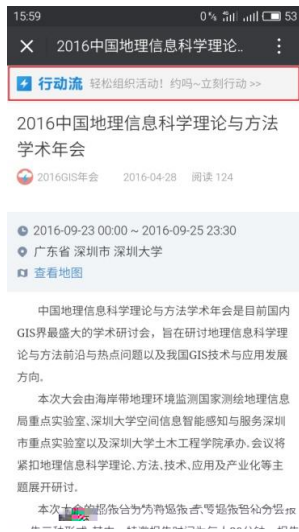 15:59
0%
53
2016中国地理信息科学理论..
行动流 轻松组织活动！约吗~立刻行动 >>
2016中国地理信息科学理论与方法
学术年会
2016GIS年会 2016-04-28 阅读 124
2016-09-23 00:00 ~ 2016-09-25 23:30
广东省 深圳市 深圳大学
查看地图
中国地理信息科学理论与方法学术年会是目前国内
GIS界最盛大的学术研讨会，旨在研讨地理信息科学理
论与方法前沿与热点问题以及我国GIS技术与应用发展
方向。
本次大会由海岸带地理环境监测国家测绘地理信息
局重点实验室、深圳大学空间信息智能感知与服务深圳
市重点实验室以及深圳大学土木工程学院承办。会议将
紧扣地理信息科学理论、方法、技术、应用及产业化等主
题展开研讨。
本次